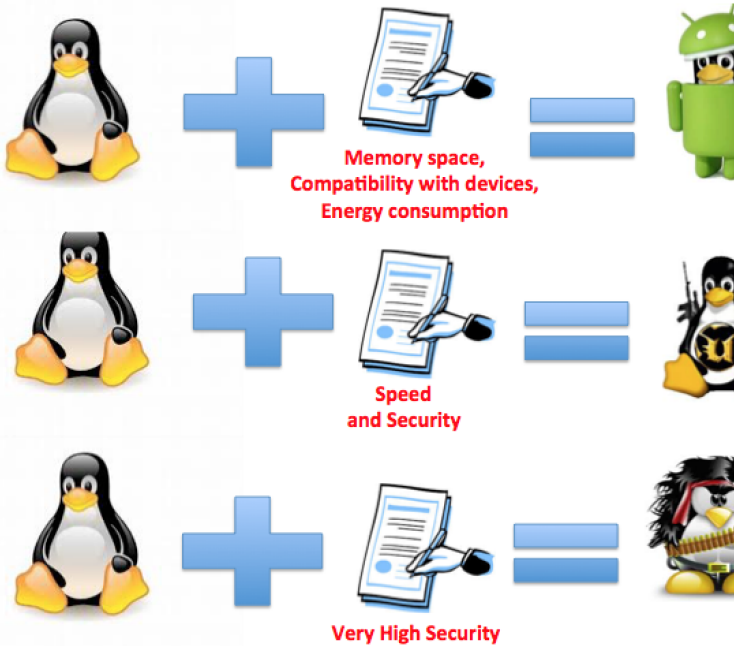 Memory space,
Compatibility with devices,
Energy consumption
Speed
and Security
Very High Security